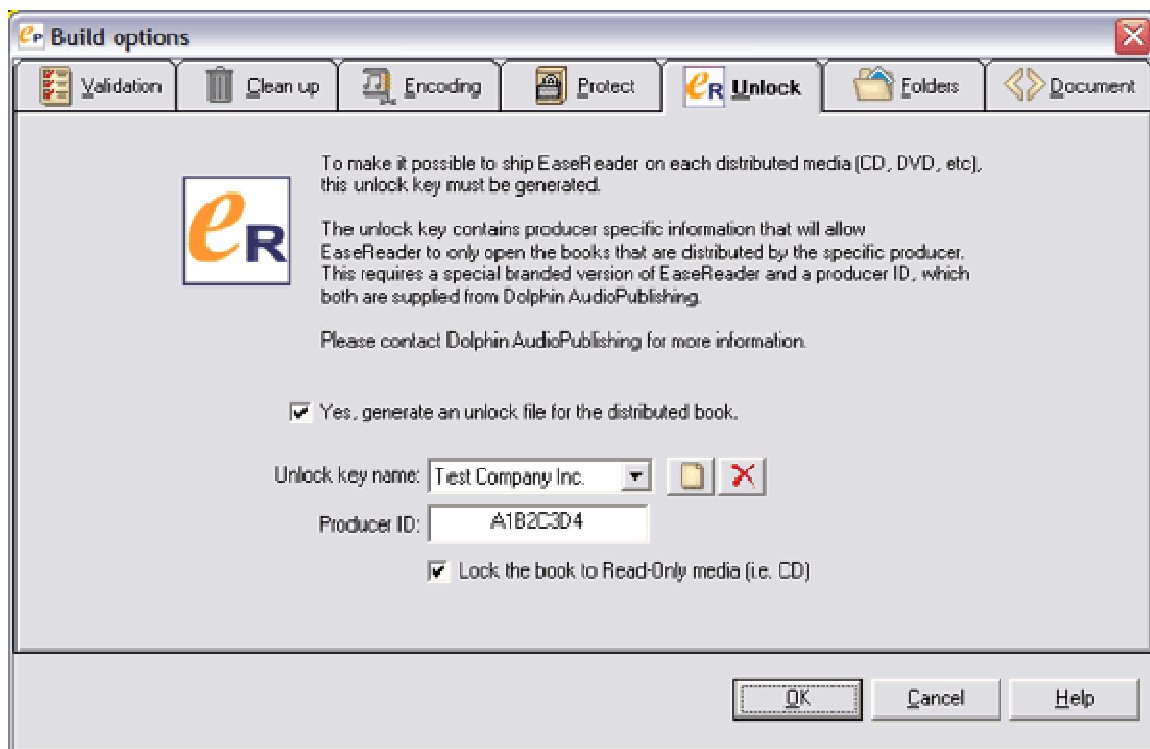 eP Build options
Validation Clean up Encoding Protect eR Unlock Folders Document
To make it possible to ship EaseReader on each distributed media (CD, DVD, etc),
this unlock key must be generated.
eR
The unlock key contains producer specific information that will allow
EaseReader to only open the books that are distributed by the specific producer.
This requires a special branded version of EaseReader and a producer ID, which
both are supplied from Dolphin AudioPublishing.
Please contact Dolphin AudioPublishing for more information.
Yes, generate an unlock file for the distributed book.
Unlock key name: Test Company Inc.
Producer ID: A1B2C3D4
Lock the book to Read-Only media (i.e. CD)
OK Cancel Help